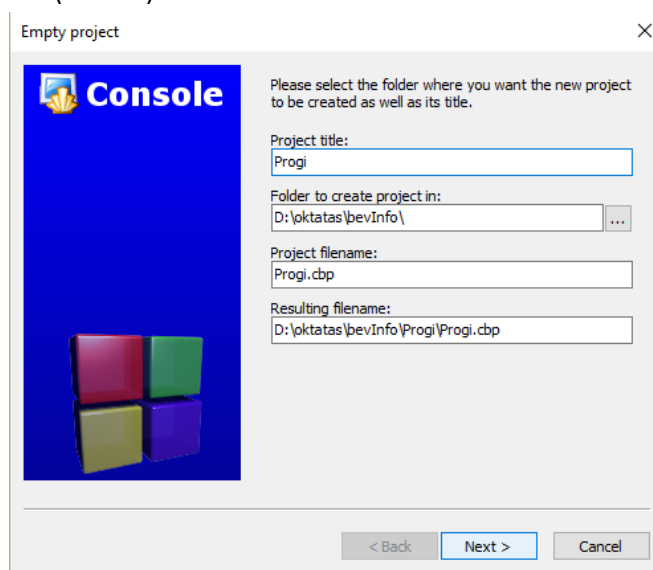 Empty project
Console
Please select the folder where you want the new project
to be created as well as its title.
Project title:
Progi
Folder to create project in:
D:\oktatas\bevInfo\
...
Project filename:
Progi.cbp
Resulting filename:
D:\oktatas\bevInfo\Progi\Progi.cbp
< Back
Next >
Cancel